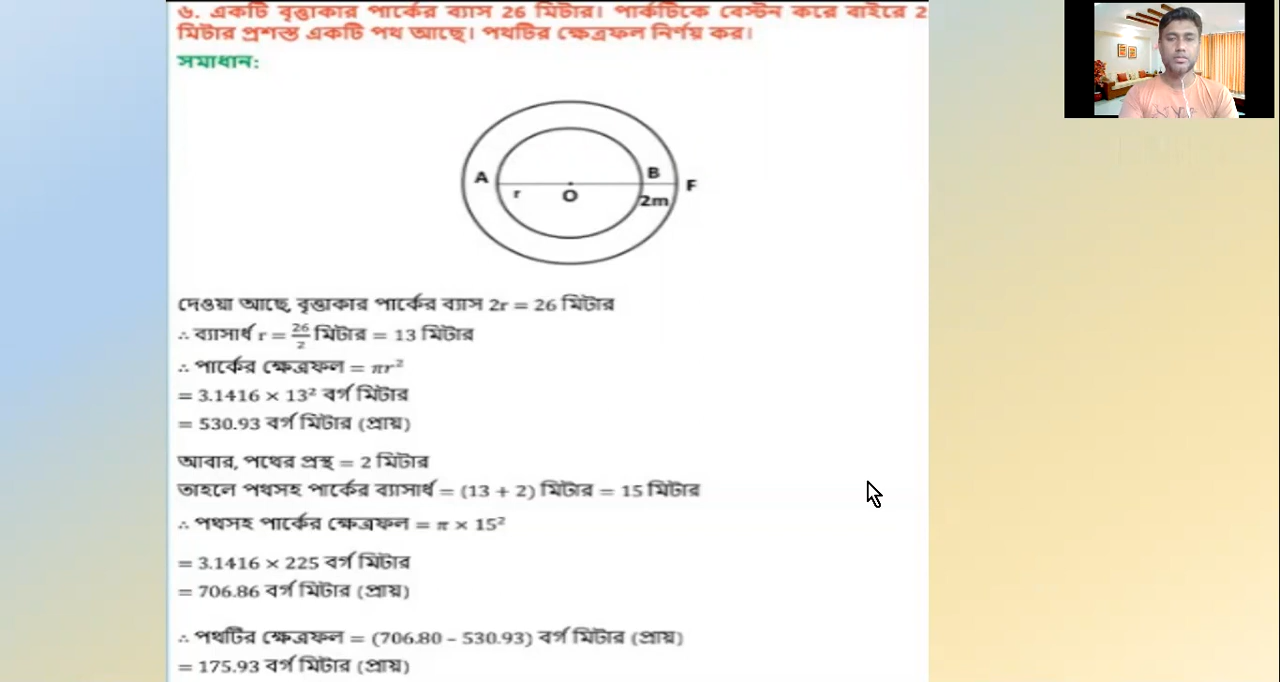 ৬. একটি বৃত্তাকার পার্কের ব্যাস 26 মিটার। পার্কটিকে বেস্টন করে বাইরে 2
মিটার প্রশস্ত একটি পথ আছে। পথটির ক্ষেত্রফল নির্ণয় কর।
সমাধান:
A B F
r O 2m
দেওয়া আছে, বৃত্তাকার পার্কের ব্যাস 2r = 26 মিটার
∴ ব্যাসার্ধ r = 26/2 মিটার = 13 মিটার
∴ পার্কের ক্ষেত্রফল = πr²
= 3.1416 × 13² বর্গ মিটার
= 530.93 বর্গ মিটার (প্রায়)
আবার, পথের প্রস্থ = 2 মিটার
তাহলে পথসহ পার্কের ব্যাসার্ধ = (13 + 2) মিটার = 15 মিটার
∴ পথসহ পার্কের ক্ষেত্রফল = π × 15²
= 3.1416 × 225 বর্গ মিটার
= 706.86 বর্গ মিটার (প্রায়)
∴ পথটির ক্ষেত্রফল = (706.80 – 530.93) বর্গ মিটার (প্রায়)
= 175.93 বর্গ মিটার (প্রায়)